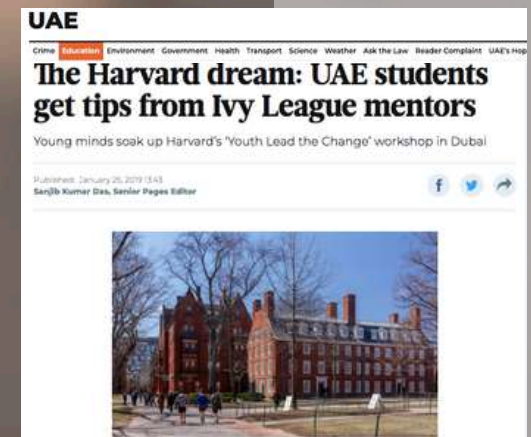 UAE
Crime Education Environment Government Health Transport Science Weather Ask the Law Reader Complaint UAE's Hop
The Harvard dream: UAE students
get tips from Ivy League mentors
Young minds soak up Harvard's 'Youth Lead the Change' workshop in Dubai
Published: January 26, 2019 13:43
Sanjib Kumar Das, Senior Pages Editor